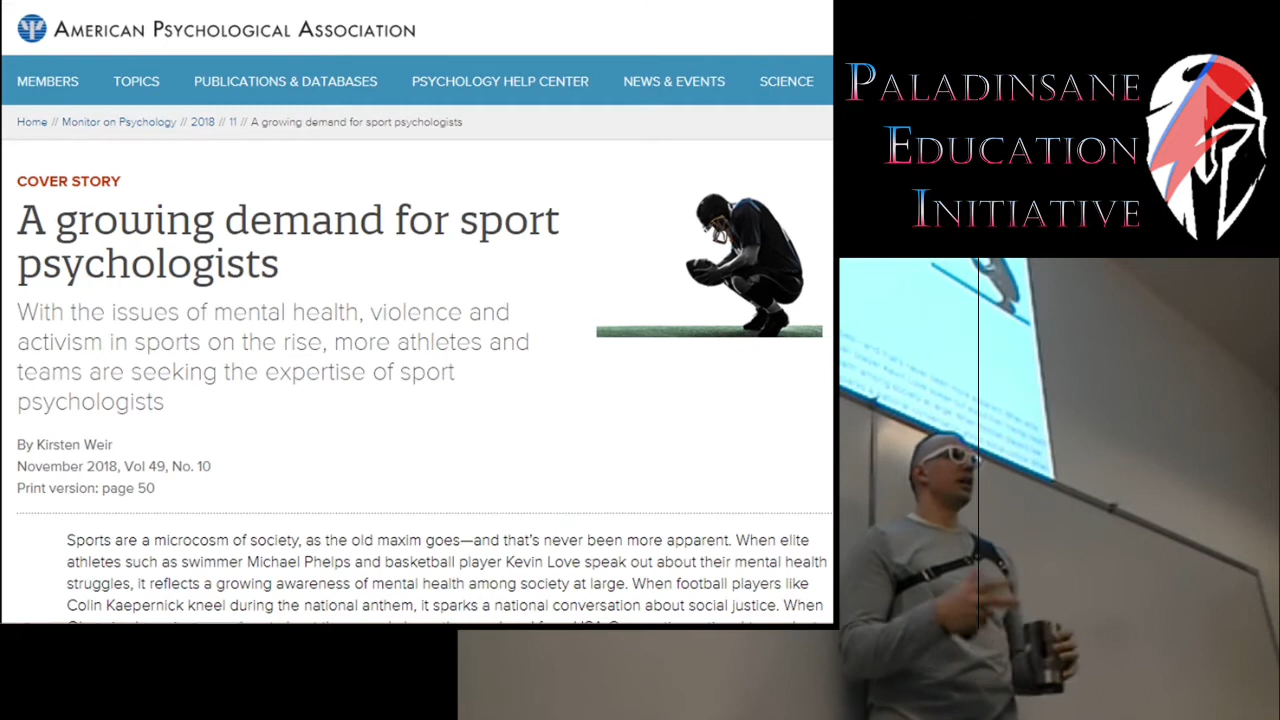 AMERICAN PSYCHOLOGICAL ASSOCIATION
MEMBERS TOPICS PUBLICATIONS & DATABASES PSYCHOLOGY HELP CENTER NEWS & EVENTS SCIENCE
Home // Monitor on Psychology // 2018 // 11 // A growing demand for sport psychologists
COVER STORY
A growing demand for sport
psychologists
With the issues of mental health, violence and
activism in sports on the rise, more athletes and
teams are seeking the expertise of sport
psychologists
By Kirsten Weir
November 2018, Vol 49, No. 10
Print version: page 50
Sports are a microcosm of society, as the old maxim goes—and that's never been more apparent. When elite
athletes such as swimmer Michael Phelps and basketball player Kevin Love speak out about their mental health
struggles, it reflects a growing awareness of mental health among society at large. When football players like
Colin Kaepernick kneel during the national anthem, it sparks a national conversation about social justice. When
PALADINSANE
EDUCATION
INITIATIVE